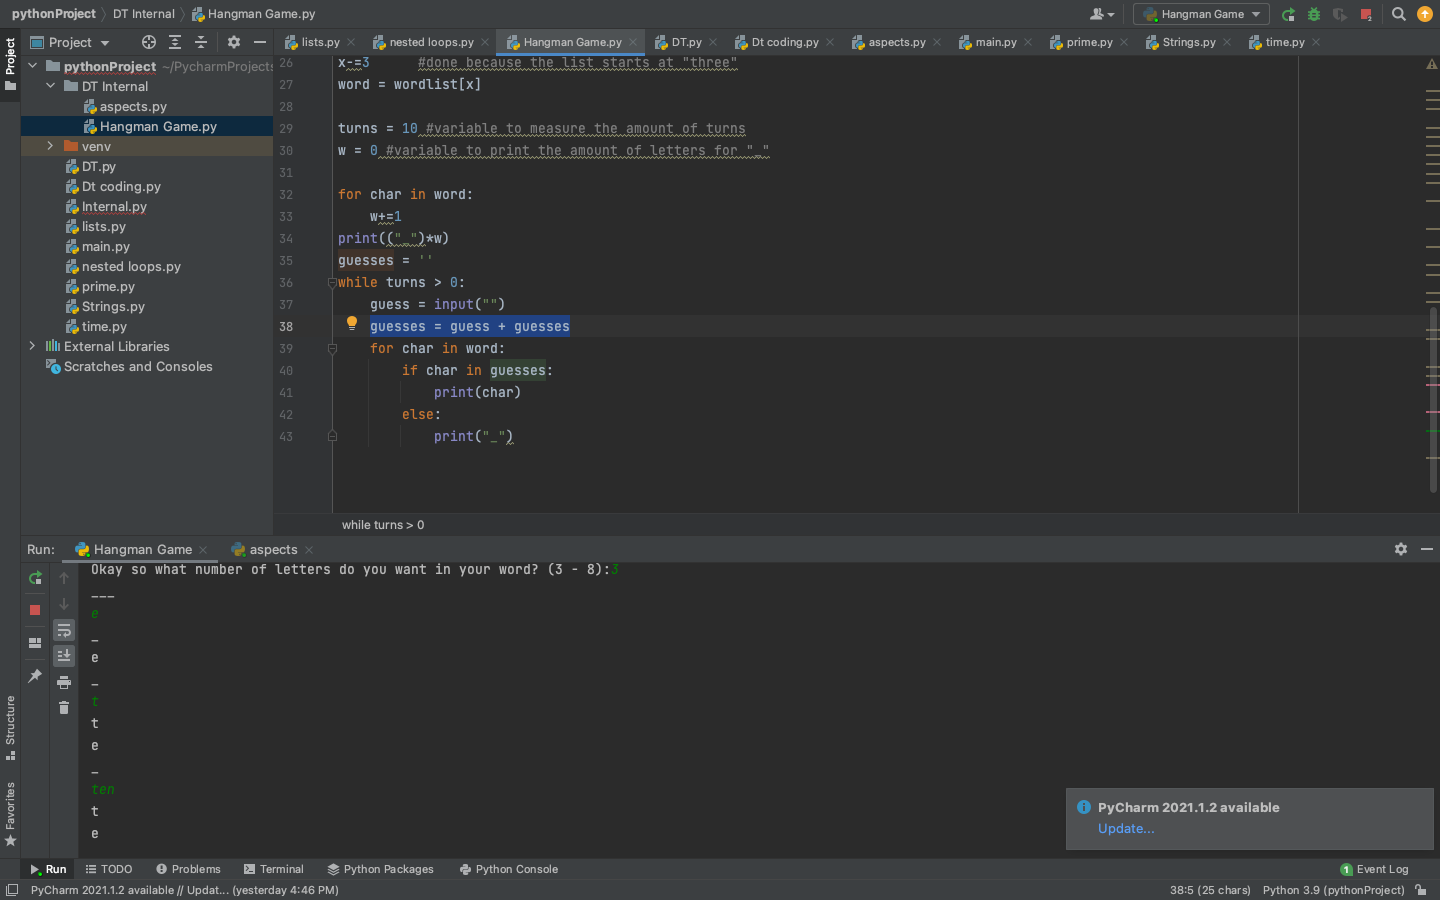 pythonProject DT Internal Hangman Game.py Hangman Game 2
Project
Project lists.py nested loops.py Hangman Game.py DT.py Dt coding.py aspects.py main.py prime.py Strings.py time.py
pythonProject ~/PycharmProjects
DT Internal
aspects.py
Hangman Game.py
venv
DT.py
Dt coding.py
Internal.py
lists.py
main.py
nested loops.py
prime.py
Strings.py
time.py
External Libraries
Scratches and Consoles
26 x-=3 #done because the list starts at "three"
27 word = wordlist[x]
28
29 turns = 10 #variable to measure the amount of turns
30 w = 0 #variable to print the amount of letters for "_"
31
32 for char in word:
33 w+=1
34 print(("_")*w)
35 guesses = ''
36 while turns > 0:
37 guess = input("")
38 guesses = guess + guesses
39 for char in word:
40 if char in guesses:
41 print(char)
42 else:
43 print("_")
while turns > 0
Run: Hangman Game aspects
Okay so what number of letters do you want in your word? (3 - 8):3
___
e
_
e
_
t
t
e
_
ten
t
e
Structure
Favorites
PyCharm 2021.1.2 available
Update...
Run TODO Problems Terminal Python Packages Python Console 1 Event Log
PyCharm 2021.1.2 available // Updat... (yesterday 4:46 PM) 38:5 (25 chars) Python 3.9 (pythonProject)